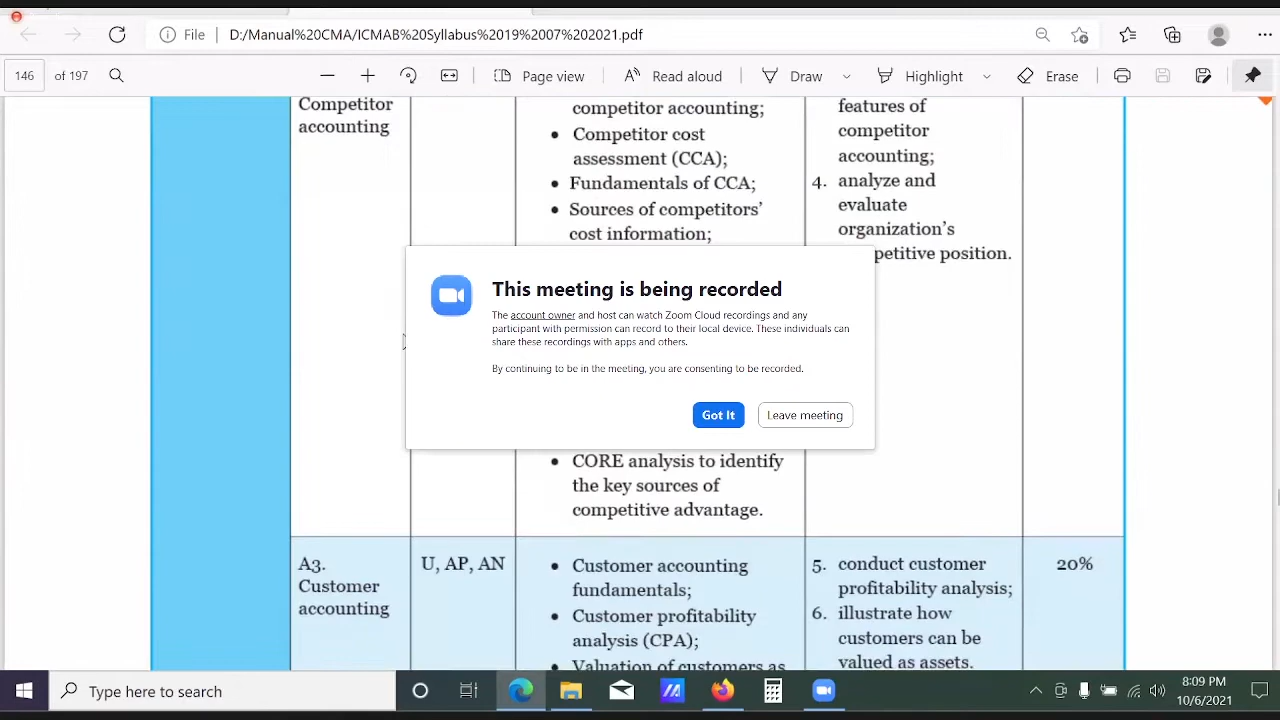 File
D:/Manual%20CMA/ICMAB%20Syllabus%2019%2007%202021.pdf
146
of 197
Page view
Read aloud
Draw
Highlight
Erase
Competitor
accounting
competitor accounting;
• Competitor cost
assessment (CCA);
• Fundamentals of CCA;
• Sources of competitors'
cost information;
features of
competitor
accounting;
4. analyze and
evaluate
organization's
petitive position.
This meeting is being recorded
The account owner and host can watch Zoom Cloud recordings and any
participant with permission can record to their local device. These individuals can
share these recordings with apps and others.
By continuing to be in the meeting, you are consenting to be recorded.
Got It
Leave meeting
• CORE analysis to identify
the key sources of
competitive advantage.
A3.
Customer
accounting
U, AP, AN
• Customer accounting
fundamentals;
• Customer profitability
analysis (CPA);
• Valuation of customers as
5. conduct customer
profitability analysis;
6. illustrate how
customers can be
valued as assets.
20%
Type here to search
8:09 PM
10/6/2021